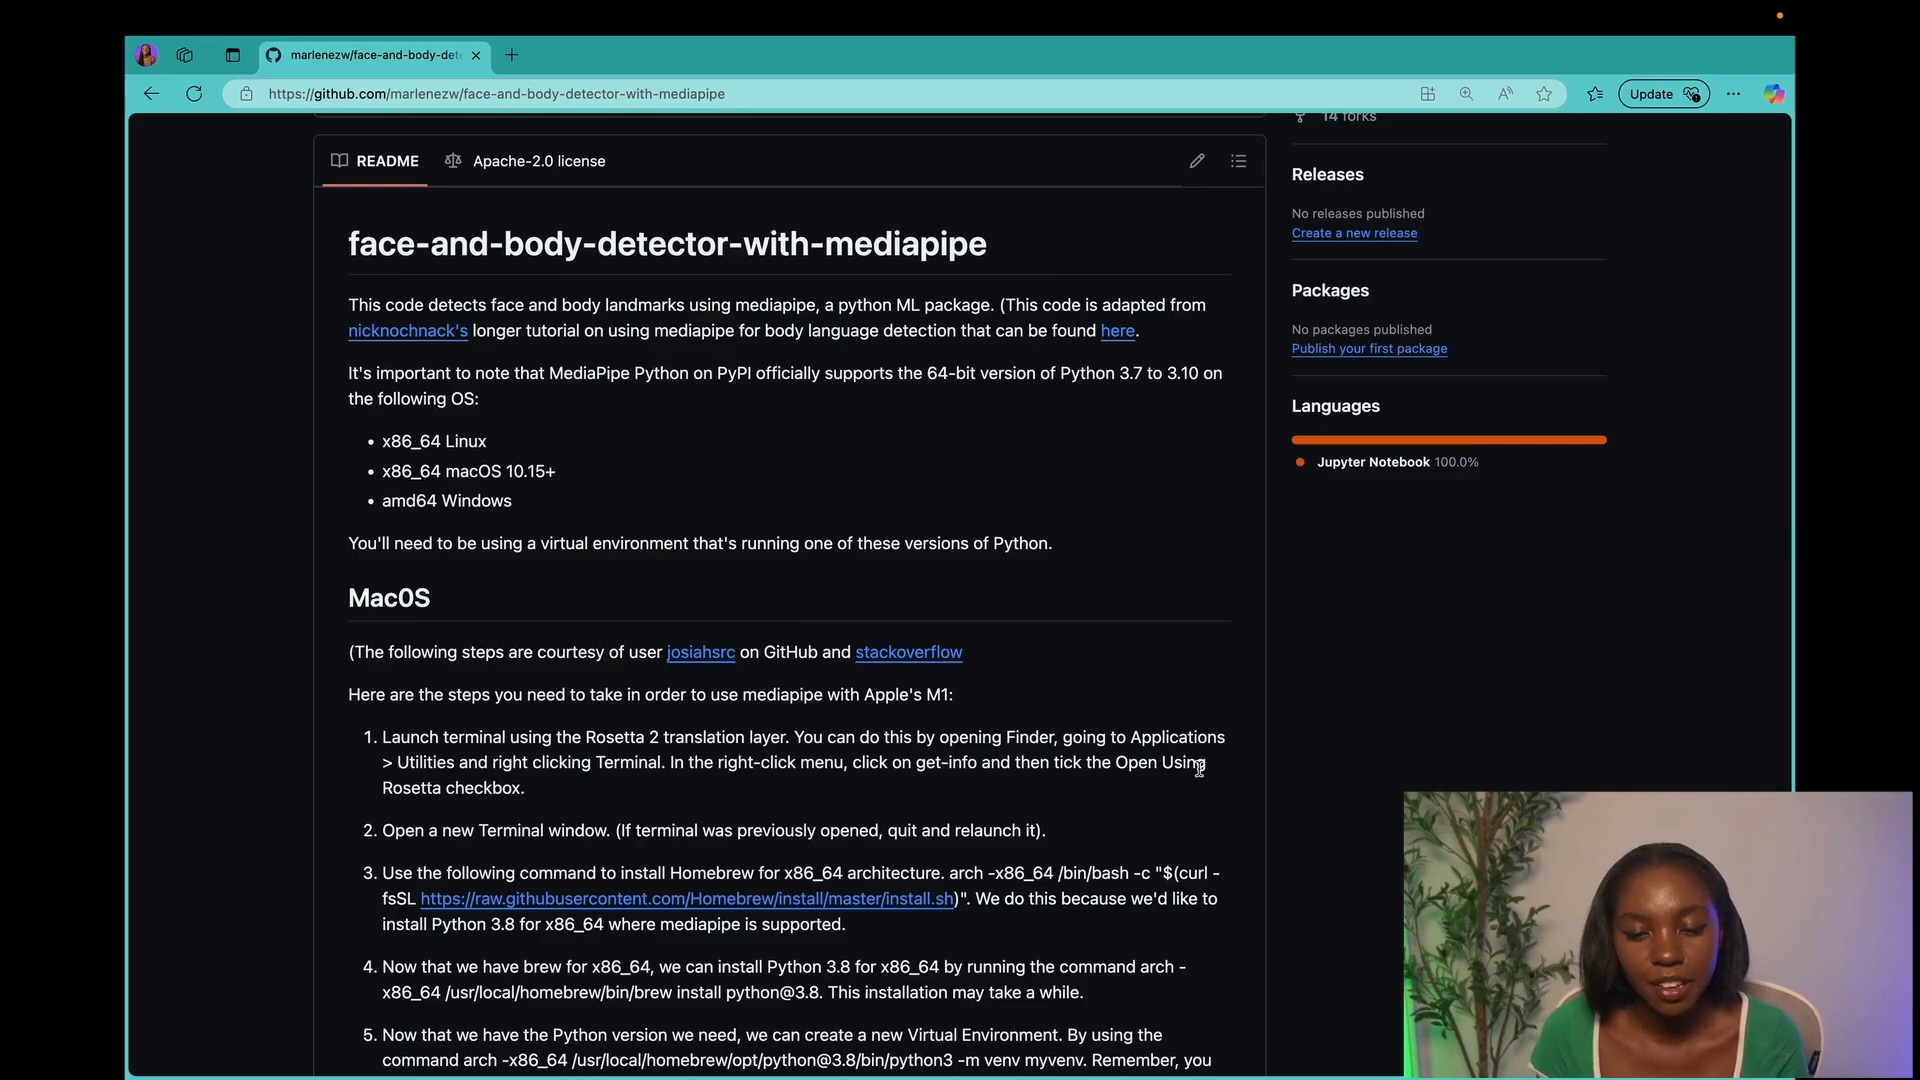 marlenezw/face-and-body-det
https://github.com/marlenezw/face-and-body-detector-with-mediapipe
Update
14 forks
README
Apache-2.0 license
face-and-body-detector-with-mediapipe
This code detects face and body landmarks using mediapipe, a python ML package. (This code is adapted from
nicknochnack's longer tutorial on using mediapipe for body language detection that can be found here.
It's important to note that MediaPipe Python on PyPI officially supports the 64-bit version of Python 3.7 to 3.10 on
the following OS:
• x86_64 Linux
• x86_64 macOS 10.15+
• amd64 Windows
You'll need to be using a virtual environment that's running one of these versions of Python.
Mac0S
(The following steps are courtesy of user josiahsrc on GitHub and stackoverflow
Here are the steps you need to take in order to use mediapipe with Apple's M1:
1. Launch terminal using the Rosetta 2 translation layer. You can do this by opening Finder, going to Applications
> Utilities and right clicking Terminal. In the right-click menu, click on get-info and then tick the Open Using
Rosetta checkbox.
2. Open a new Terminal window. (If terminal was previously opened, quit and relaunch it).
3. Use the following command to install Homebrew for x86_64 architecture. arch -x86_64 /bin/bash -c "$(curl -
fsSL https://raw.githubusercontent.com/Homebrew/install/master/install.sh)". We do this because we'd like to
install Python 3.8 for x86_64 where mediapipe is supported.
4. Now that we have brew for x86_64, we can install Python 3.8 for x86_64 by running the command arch -
x86_64 /usr/local/homebrew/bin/brew install python@3.8. This installation may take a while.
5. Now that we have the Python version we need, we can create a new Virtual Environment. By using the
command arch -x86_64 /usr/local/homebrew/opt/python@3.8/bin/python3 -m venv myvenv. Remember, you
Releases
No releases published
Create a new release
Packages
No packages published
Publish your first package
Languages
Jupyter Notebook 100.0%